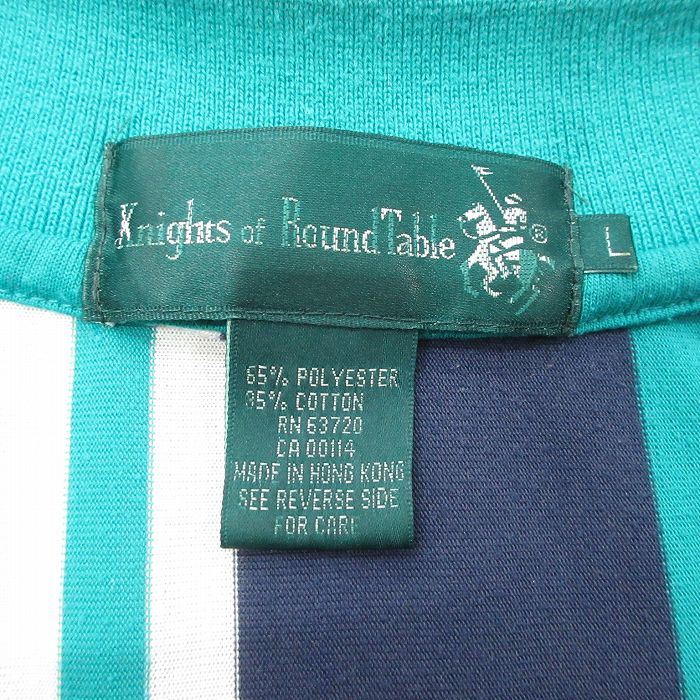 Knights of Round Table ®
L
65% POLYESTER
35% COTTON
RN 63720
CA 00114
MADE IN HONG KONG
SEE REVERSE SIDE
FOR CARE